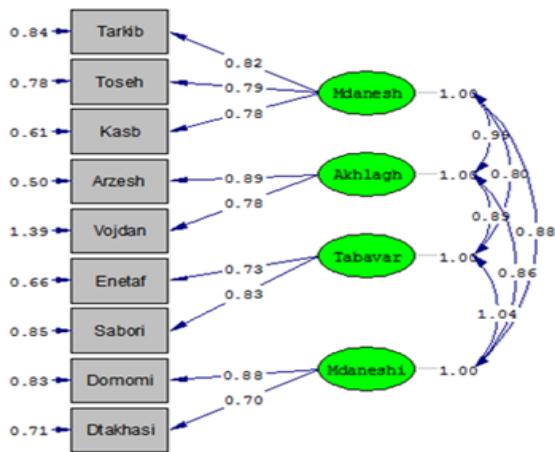 0.84 Tarkib
0.82
0.78 Toseh
0.79
Mdanesh 1.00
0.61 Kasb
0.78
0.99
0.50 Arzesh
0.89
Akhlagh 1.00
0.80
0.78
1.39 Vojdan
0.89
0.88
0.66 Enetaf
0.73
Tabavar 1.00
0.86
0.85 Sabori
0.83
1.04
0.83 Domomi
0.88
Mdaneshi 1.00
0.70
0.71 Dtakhasi